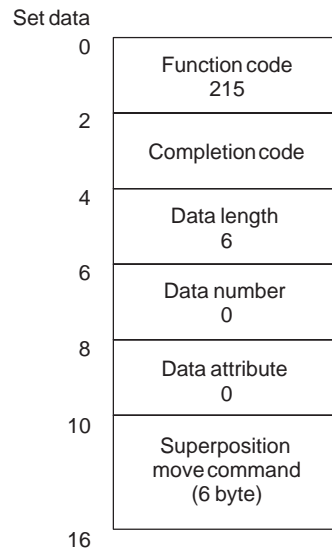 Set data
0
Function code
215
2
Completion code
4
Data length
6
6
Data number
0
8
Data attribute
0
10
Superposition
move command
(6 byte)
16